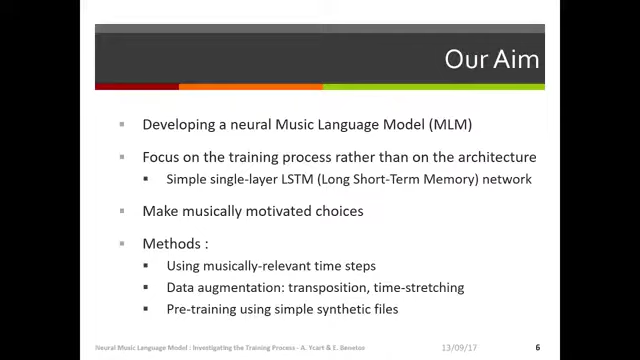 Our Aim
Developing a neural Music Language Model (MLM)
Focus on the training process rather than on the architecture
Simple single-layer LSTM (Long Short-Term Memory) network
Make musically motivated choices
Methods :
Using musically-relevant time steps
Data augmentation: transposition, time-stretching
Pre-training using simple synthetic files
Neural Music Language Model : Investigating the Training Process - A. Ycart & E. Benetos
13/09/17
6